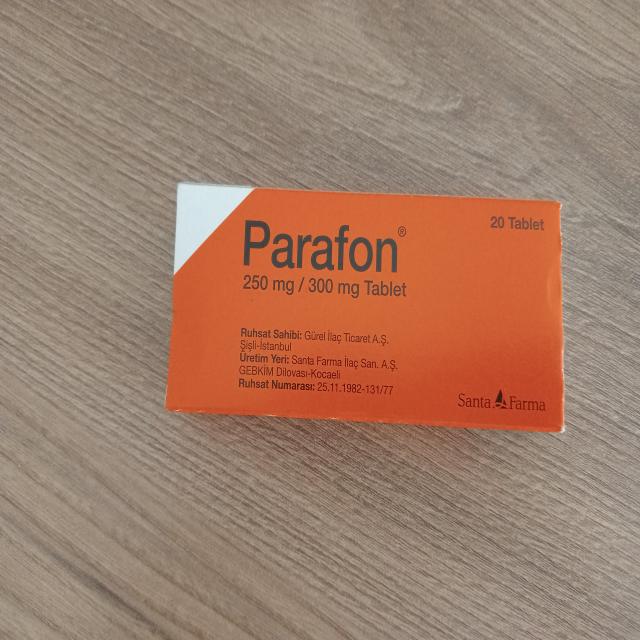 20 Tablet
Parafon®
250 mg / 300 mg Tablet
Ruhsat Sahibi: Gürel İlaç Ticaret A.Ş.
Şişli-İstanbul
Üretim Yeri: Santa Farma İlaç San. A.Ş.
GEBKİM Dilovası-Kocaeli
Ruhsat Numarası: 25.11.1982-131/77
Santa Farma